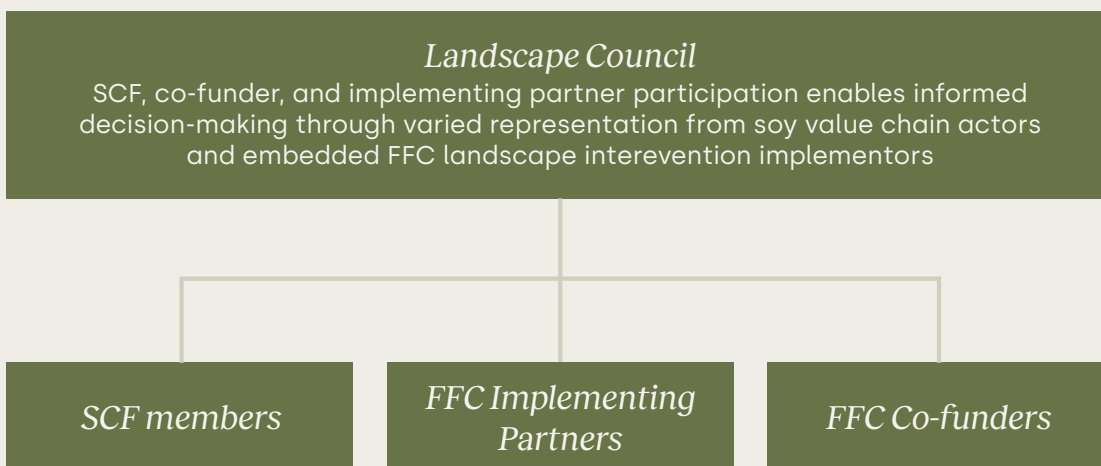 Landscape Council
SCF, co-funder, and implementing partner participation enables informed
decision-making through varied representation from soy value chain actors
and embedded FFC landscape interevention implementors
SCF members
FFC Implementing
Partners
FFC Co-funders